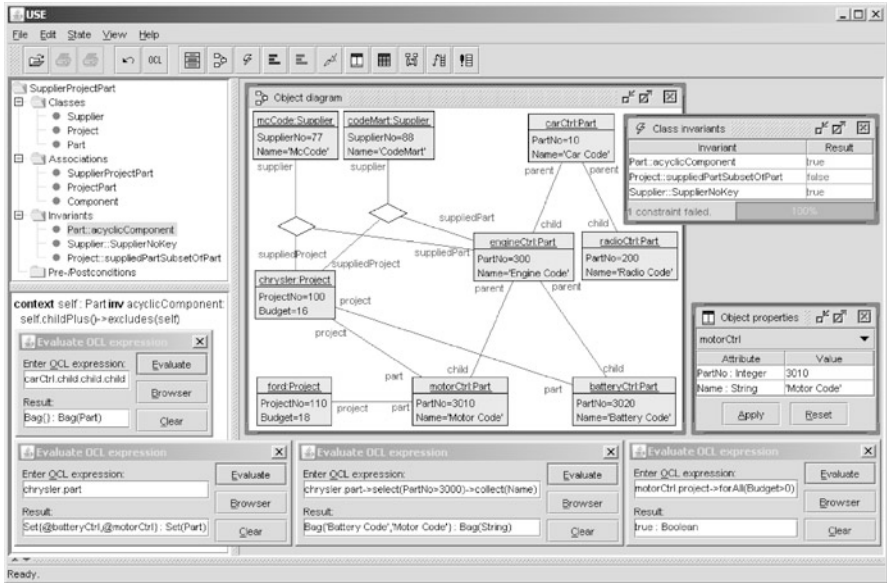 USE
File Edit State View Help
OCL
SupplierProjectPart
Classes
Supplier
Project
Part
Associations
SupplierProjectPart
ProjectPart
Component
Invariants
Part::acyclicComponent
Supplier::SupplierNoKey
Project::suppliedPartSubsetOfPart
Pre-/Postconditions
context self : Part inv acyclicComponent:
self.childPlus()->excludes(self)
Evaluate OCL expression
Enter OCL expression:
carCtrl.child.child.child
Result:
Bag{} : Bag(Part)
Evaluate
Browser
Clear
Object diagram
mcCode:Supplier
SupplierNo=77
Name='McCode'
codeMart:Supplier
SupplierNo=88
Name='CodeMart'
carCtrl:Part
PartNo=10
Name='Car Code'
supplier
supplier
parent
parent
suppliedPart
child
child
suppliedProject
suppliedProject
suppliedPart
engineCtrl:Part
PartNo=300
Name='Engine Code'
radioCtrl:Part
PartNo=200
Name='Radio Code'
chrysler:Project
ProjectNo=100
Budget=16
project
project
parent
parent
child
child
part
part
ford:Project
ProjectNo=110
Budget=18
project
part
motorCtrl:Part
PartNo=3010
Name='Motor Code'
batteryCtrl:Part
PartNo=3020
Name='Battery Code'
Class invariants
Invariant Result
Part::acyclicComponent true
Project::suppliedPartSubsetOfPart false
Supplier::SupplierNoKey true
1 constraint failed. 100%
Object properties
motorCtrl
Attribute Value
PartNo : Integer 3010
Name : String 'Motor Code'
Apply Reset
Evaluate OCL expression
Enter OCL expression:
chrysler.part
Result:
Set{@batteryCtrl,@motorCtrl} : Set(Part)
Evaluate
Browser
Clear
Evaluate OCL expression
Enter OCL expression:
chrysler.part->select(PartNo>3000)->collect(Name)
Result:
Bag{'Battery Code','Motor Code'} : Bag(String)
Evaluate
Browser
Clear
Evaluate OCL expression
Enter OCL expression:
motorCtrl.project->forAll(Budget>0)
Result:
true : Boolean
Evaluate
Browser
Clear
Ready.